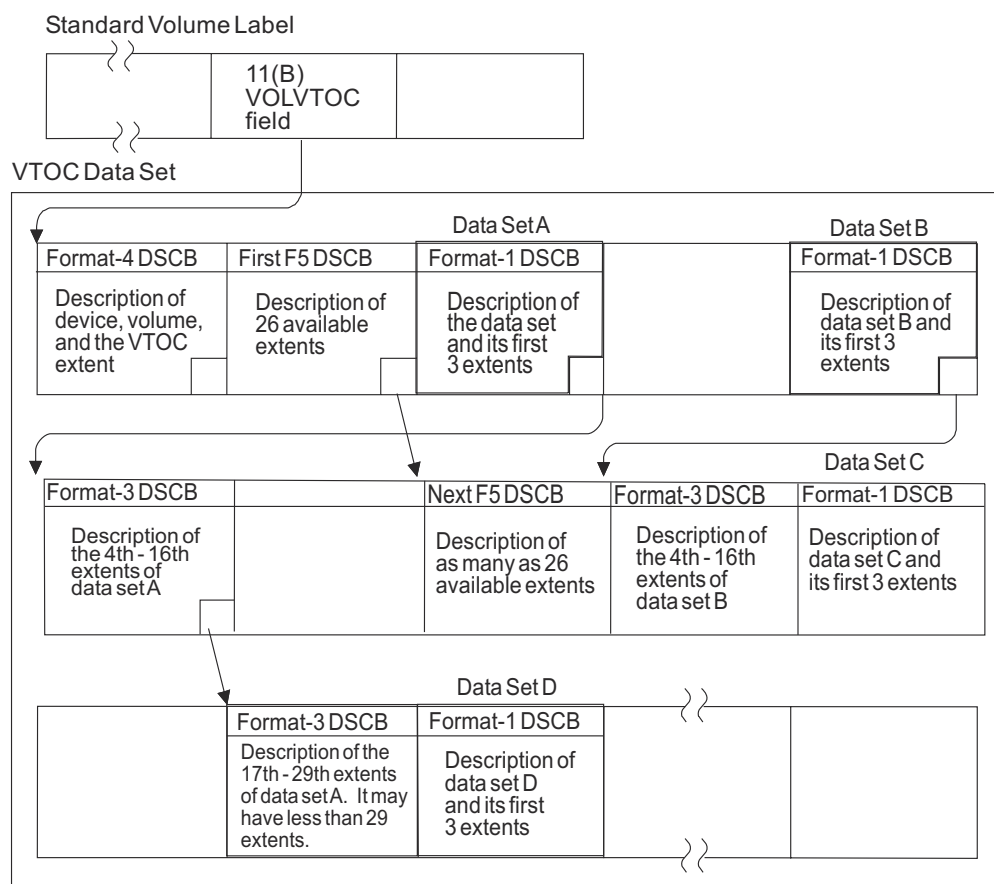 Standard Volume Label
11(B)
VOLVTOC
field
VTOC Data Set
Data Set A
Data Set B
Format-4 DSCB
Description of
device, volume,
and the VTOC
extent
First F5 DSCB
Description of
26 available
extents
Format-1 DSCB
Description of
the data set
and its first
3 extents
Format-1 DSCB
Description of
data set B and
its first 3
extents
Data Set C
Format-3 DSCB
Description of
the 4th - 16th
extents of
data set A
Next F5 DSCB
Description of
as many as 26
available extents
Format-3 DSCB
Description of
the 4th - 16th
extents of
data set B
Format-1 DSCB
Description of
data set C and
its first 3 extents
Data Set D
Format-3 DSCB
Description of the
17th - 29th extents
of data set A. It may
have less than 29
extents.
Format-1 DSCB
Description of
data set D
and its first
3 extents